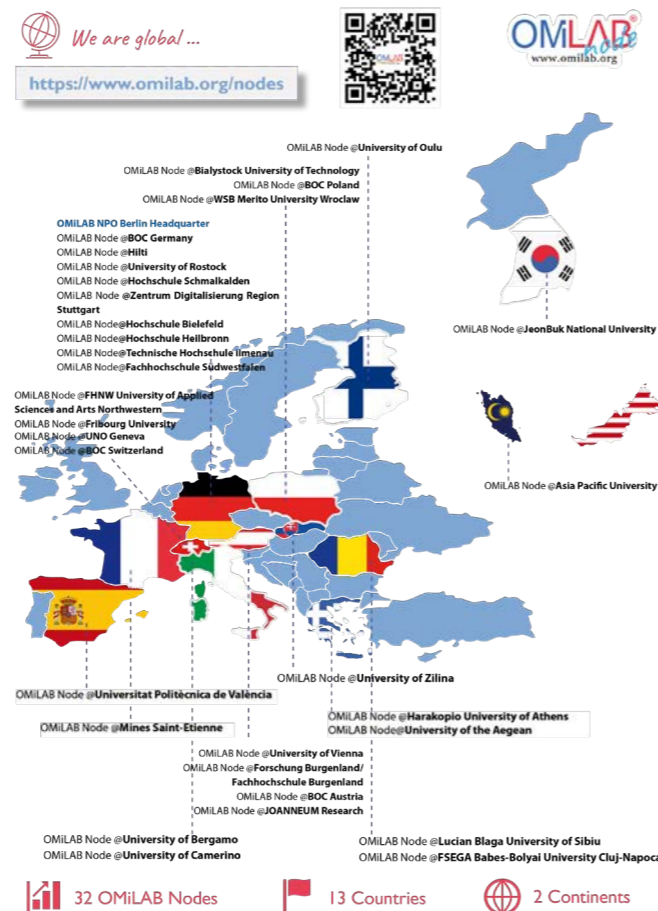 We are global ...
OMiLAB®
node
www.omilab.org
https://www.omilab.org/nodes
OMiLAB
OMiLAB Node @University of Oulu
OMiLAB Node @Bialystock University of Technology
OMiLAB Node @BOC Poland
OMiLAB Node @WSB Merito University Wroclaw
OMiLAB NPO Berlin Headquarter
OMiLAB Node @BOC Germany
OMiLAB Node @Hilti
OMiLAB Node @University of Rostock
OMiLAB Node @Hochschule Schmalkalden
OMiLAB Node @Zentrum Digitalisierung Region
Stuttgart
OMiLAB Node@Hochschule Bielefeld
OMiLAB Node@Hochschule Heilbronn
OMiLAB Node@Technische Hochschule Ilmenau
OMiLAB Node@Fachhochschule Südwestfalen
OMiLAB Node @JeonBuk National University
OMiLAB Node @FHNW University of Applied
Sciences and Arts Northwestern
OMiLAB Node @Fribourg University
OMiLAB Node @UNO Geneva
OMiLAB Node @BOC Switzerland
OMiLAB Node @Asia Pacific University
OMiLAB Node @University of Zilina
OMiLAB Node @Universitat Politècnica de València
OMiLAB Node @Mines Saint-Etienne
OMiLAB Node @Harakopio University of Athens
OMiLAB Node@University of the Aegean
OMiLAB Node @University of Vienna
OMiLAB Node @Forschung Burgenland/
Fachhochschule Burgenland
OMiLAB Node @BOC Austria
OMiLAB Node @JOANNEUM Research
OMiLAB Node @University of Bergamo
OMiLAB Node @University of Camerino
OMiLAB Node @Lucian Blaga University of Sibiu
OMiLAB Node @FSEGA Babes-Bolyai University Cluj-Napoca
32 OMiLAB Nodes
13 Countries
2 Continents